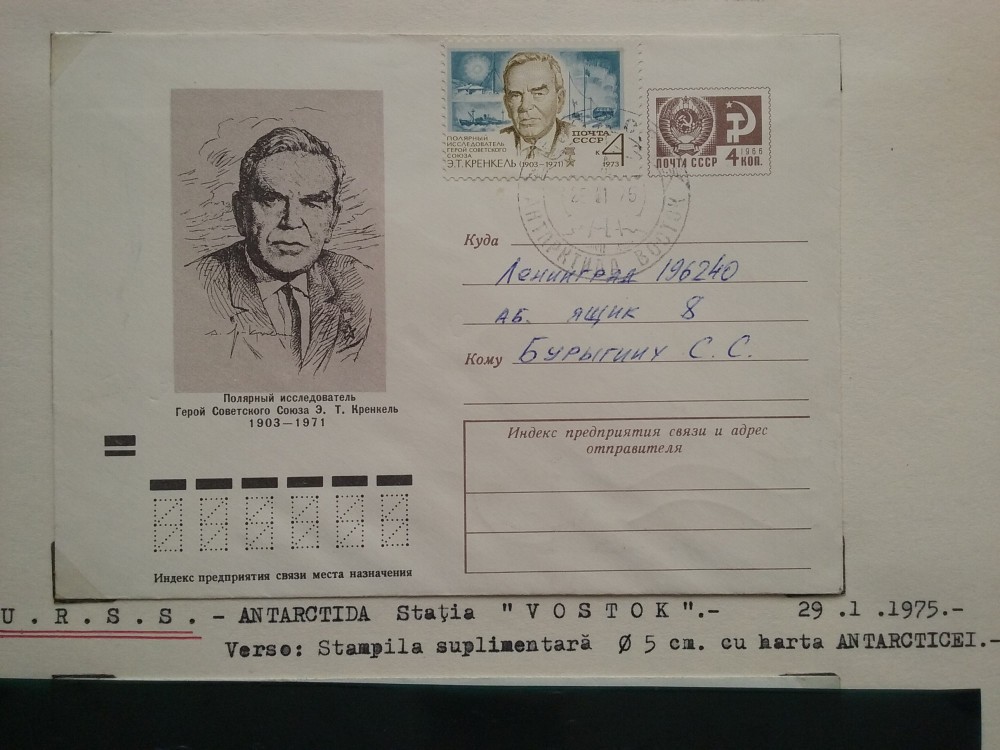 ПОЛЯРНЫЙ
ИССЛЕДОВАТЕЛЬ
ГЕРОЙ СОВЕТСКОГО
СОЮЗА
Э.Т. КРЕНКЕЛЬ (1903–1971)
ПОЧТА
СССР
К 4
1973
1966
ПОЧТА СССР 4 КОП.
АНТАРКТИДА ВОСТОК
Куда
Ленинград 196240
аб. ящик 8
Кому Бурыгиих С. С.
Полярный исследователь
Герой Советского Союза Э. Т. Кренкель
1903—1971
Индекс предприятия связи и адрес
отправителя
Индекс предприятия связи места назначения
U.R.S.S.- ANTARCTIDA Staţia "VOSTOK".- 29.1.1975.-
Verso: Stampila suplimentară Ø 5 cm. cu harta ANTARCTICEI.-